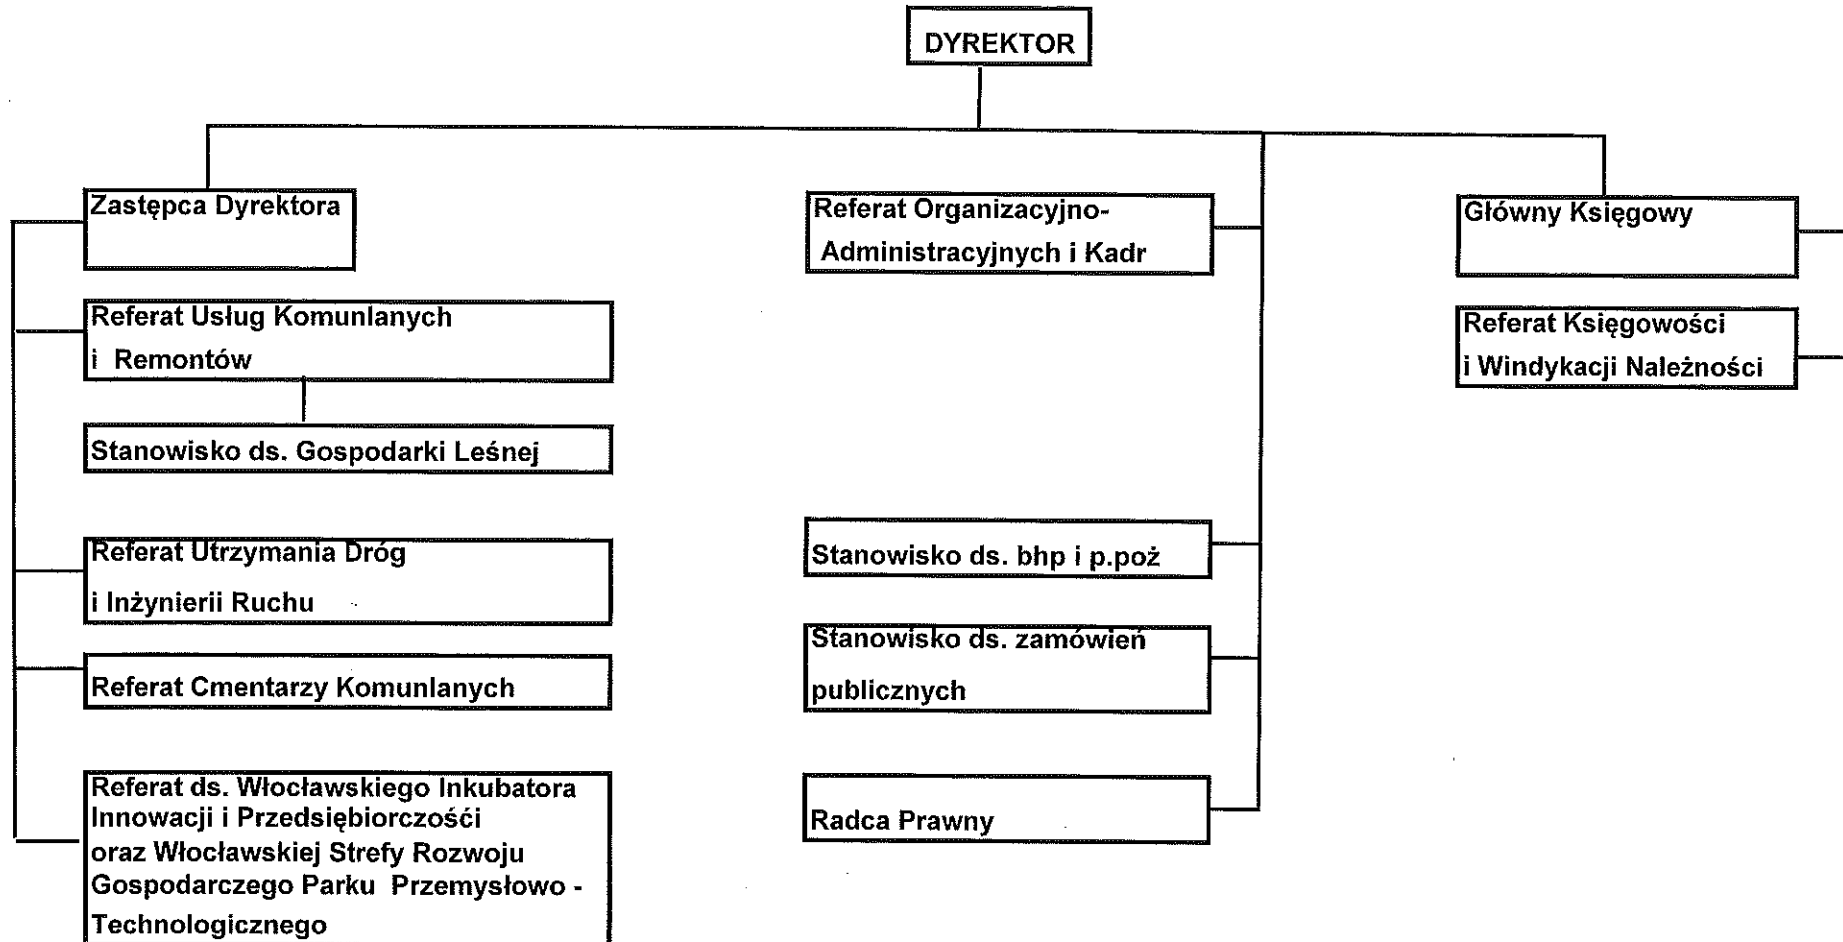 DYREKTOR
Zastępca Dyrektora
Referat Organizacyjno-
Administracyjnych i Kadr
Główny Księgowy
Referat Usług Komunlanych
i Remontów
Referat Księgowości
i Windykacji Należności
Stanowisko ds. Gospodarki Leśnej
Referat Utrzymania Dróg
i Inżynierii Ruchu
Stanowisko ds. bhp i p.poż
Stanowisko ds. zamówień
publicznych
Referat Cmentarzy Komunlanych
Referat ds. Włocławskiego Inkubatora
Innowacji i Przedsiębiorczośći
oraz Włocławskiej Strefy Rozwoju
Gospodarczego Parku Przemysłowo -
Technologicznego
Radca Prawny